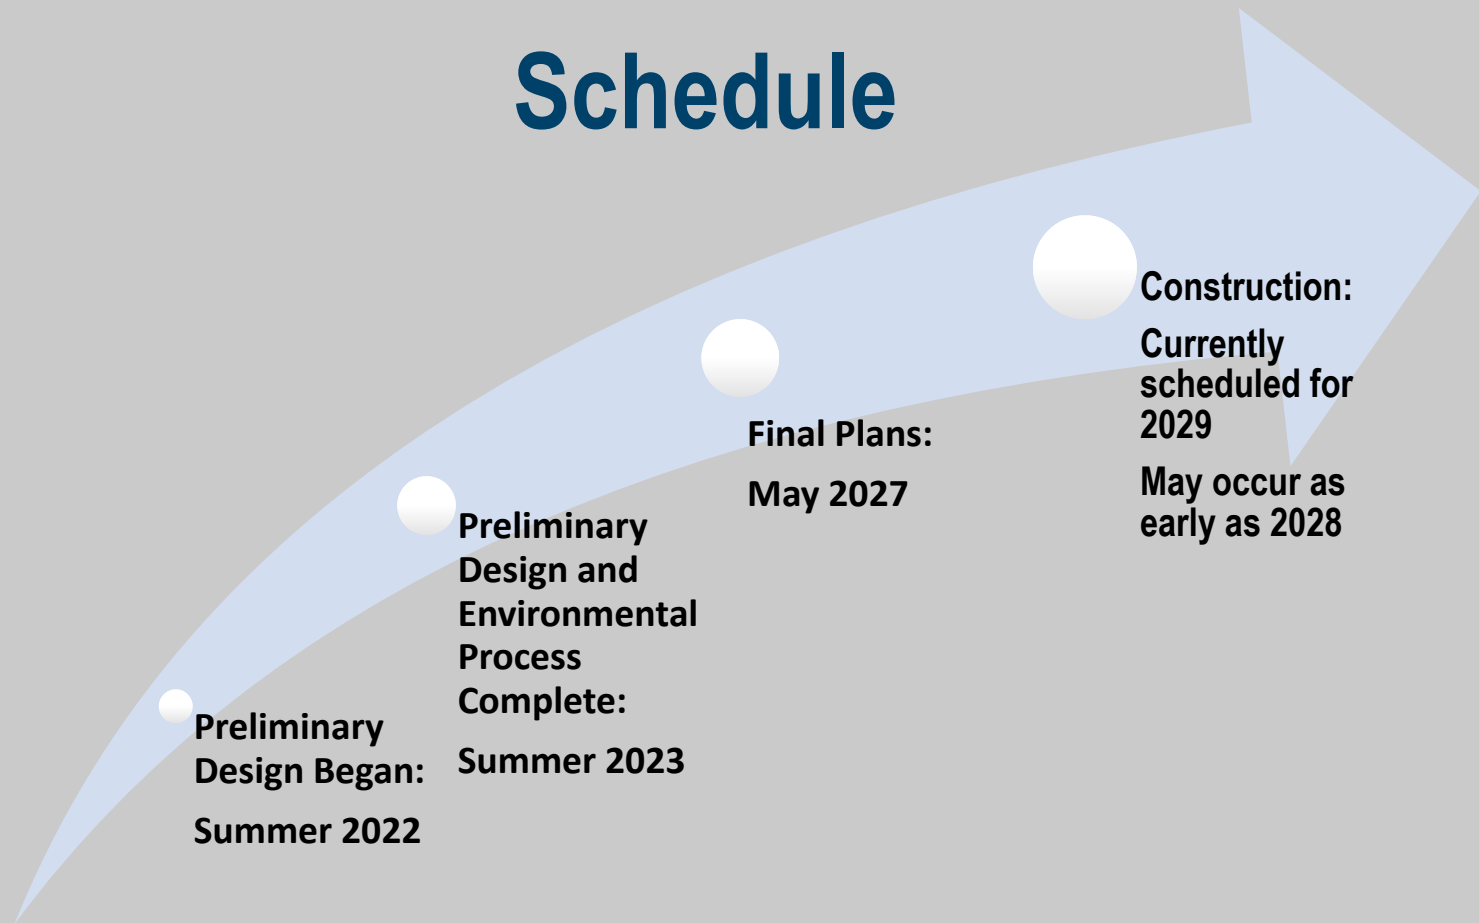 Schedule
Preliminary
Design Began:
Summer 2022
Preliminary
Design and
Environmental
Process
Complete:
Summer 2023
Final Plans:
May 2027
Construction:
Currently
scheduled for
2029
May occur as
early as 2028